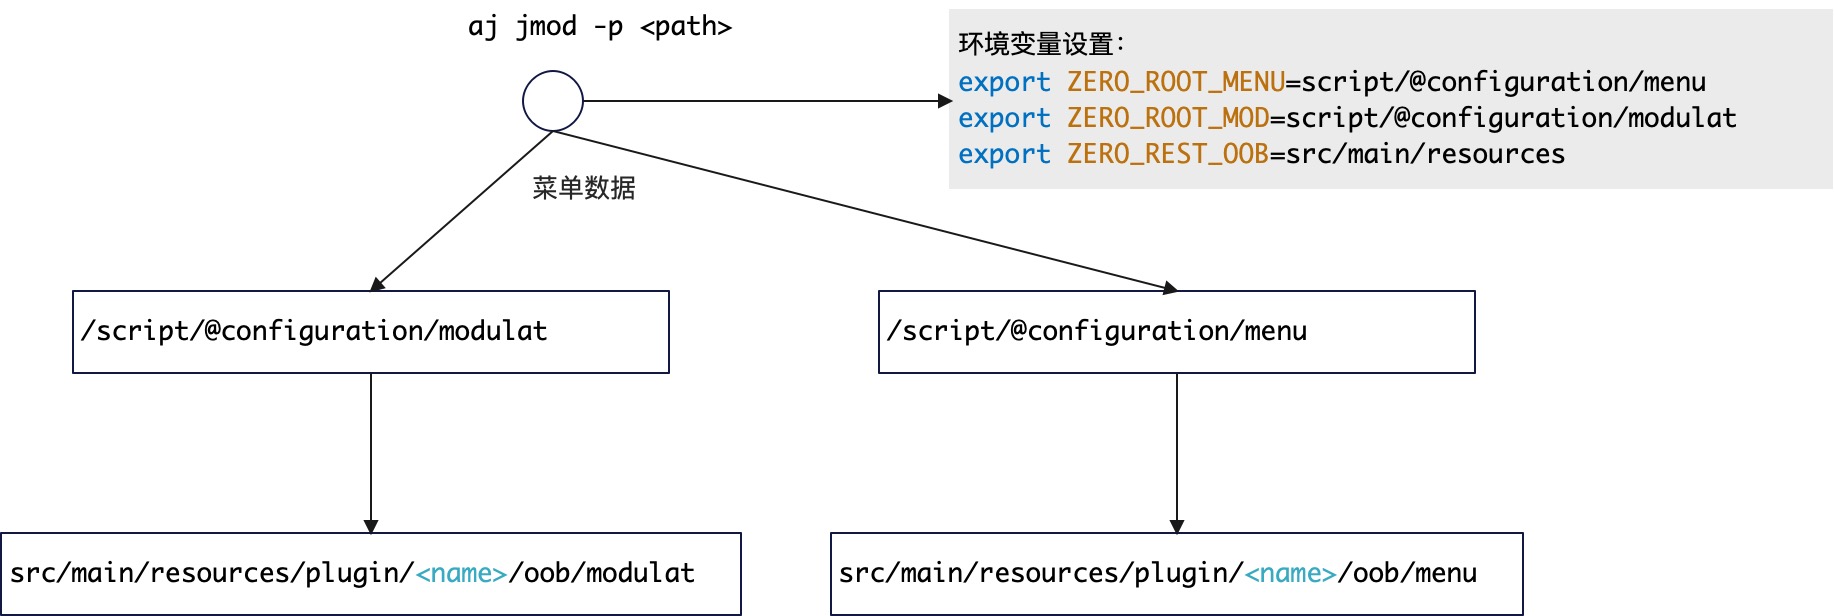 aj jmod -p <path>
环境变量设置：
export ZERO_ROOT_MENU=script/@configuration/menu
export ZERO_ROOT_MOD=script/@configuration/modulat
export ZERO_REST_OOB=src/main/resources
菜单数据
/script/@configuration/modulat
/script/@configuration/menu
src/main/resources/plugin/<name>/oob/modulat
src/main/resources/plugin/<name>/oob/menu